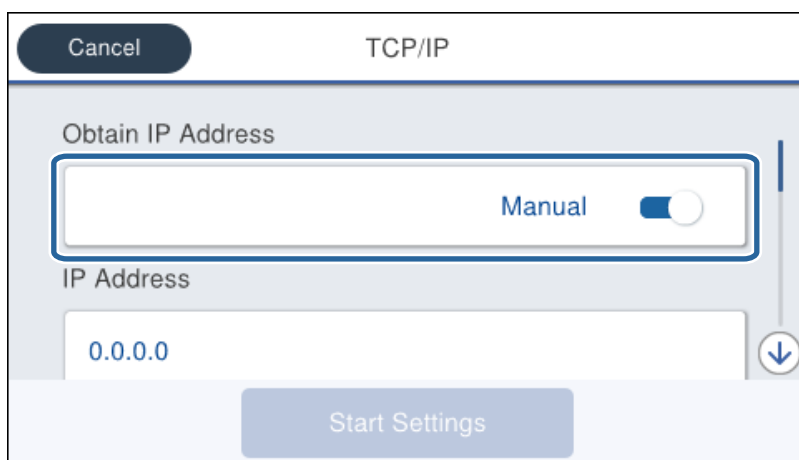 Cancel
TCP/IP
Obtain IP Address
Manual
IP Address
0.0.0.0
Start Settings